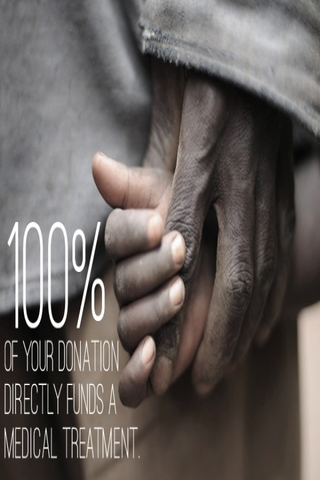 100%
OF YOUR DONATION
DIRECTLY FUNDS A
MEDICAL TREATMENT.